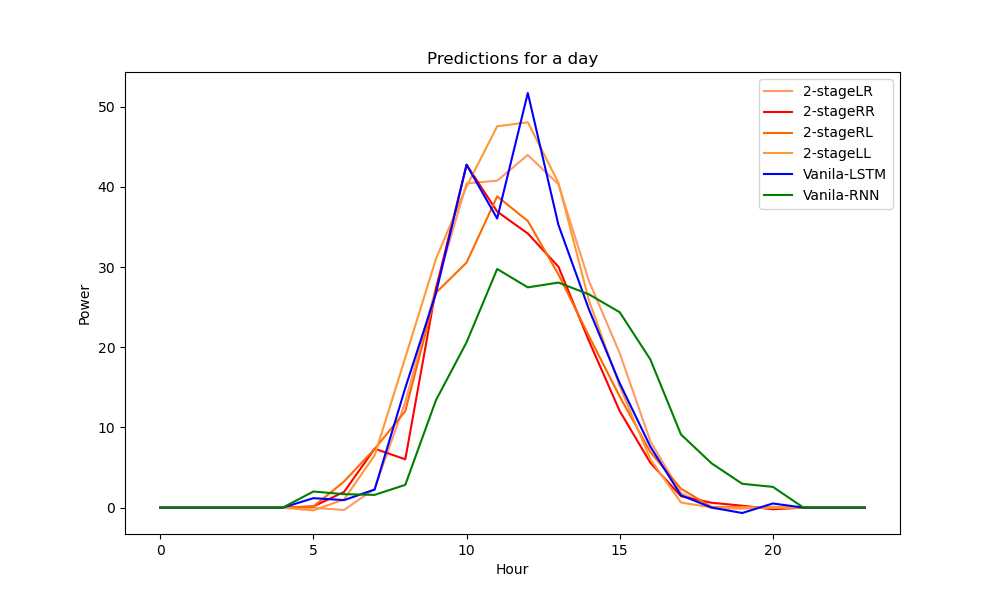 Predictions for a day
2-stageLR
2-stageRR
2-stageRL
2-stageLL
Vanila-LSTM
Vanila-RNN
50
40
30
20
10
0
Power
0 5 10 15 20
Hour